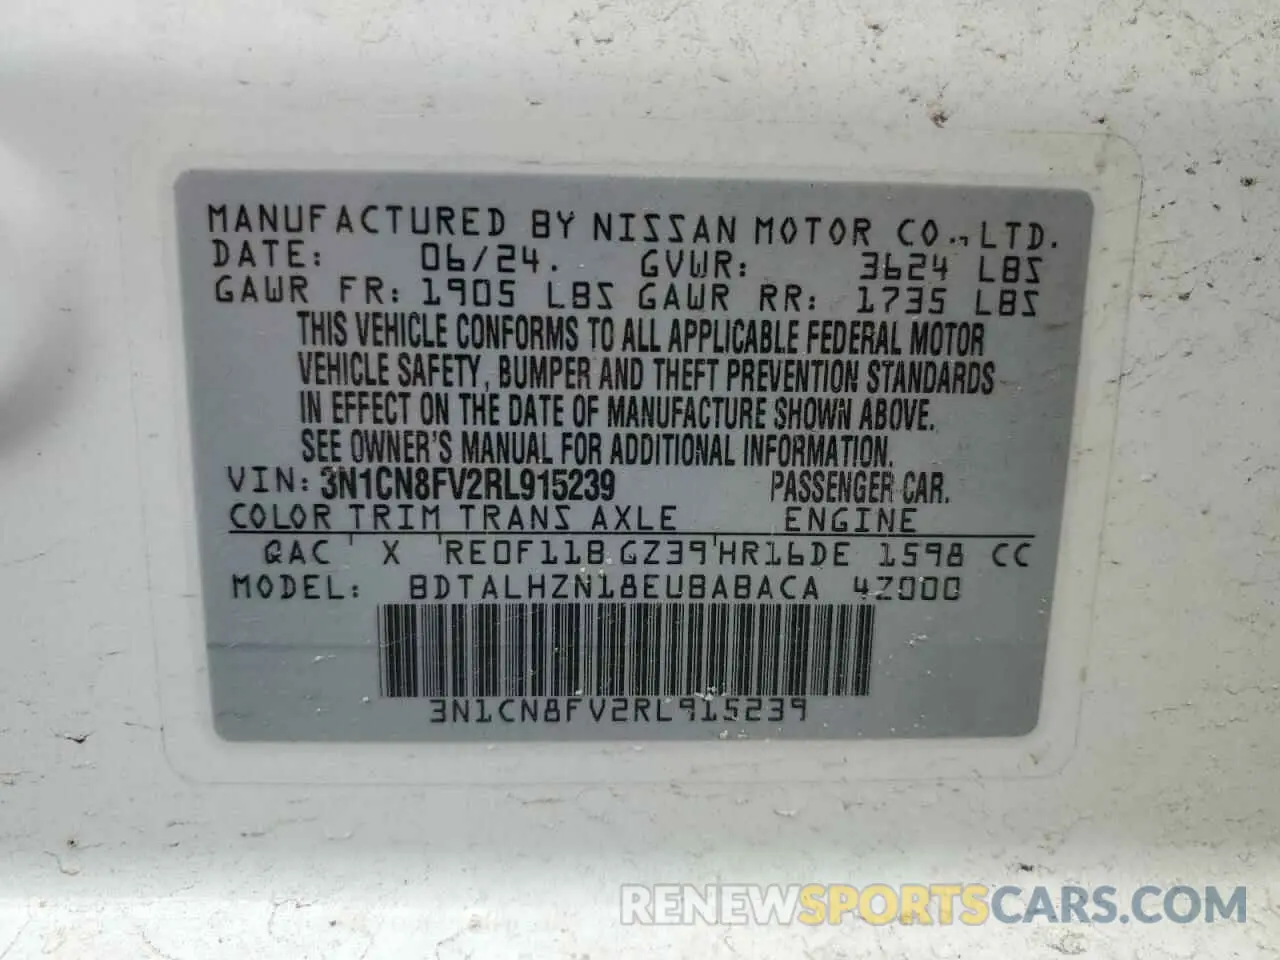 MANUFACTURED BY NISSAN MOTOR CO., LTD.
DATE: 06/24. GVWR: 3624 LBS
GAWR FR: 1905 LBS GAWR RR: 1735 LBS
THIS VEHICLE CONFORMS TO ALL APPLICABLE FEDERAL MOTOR
VEHICLE SAFETY, BUMPER AND THEFT PREVENTION STANDARDS
IN EFFECT ON THE DATE OF MANUFACTURE SHOWN ABOVE.
SEE OWNER'S MANUAL FOR ADDITIONAL INFORMATION.
VIN: 3N1CN8FV2RL915239 PASSENGER CAR.
COLOR TRIM TRANS AXLE ENGINE
QAC X RE0F11B GZ39 HR16DE 1598 CC
MODEL: BDTALHZN18EUBABACA 4Z000
3N1CN8FV2RL915239
RENEWSPORTSCARS.COM